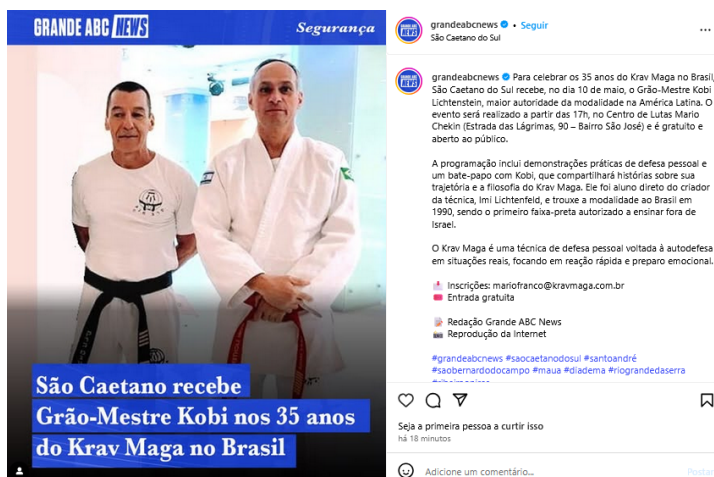 GRANDE ABC NEWS
Segurança
São Caetano recebe
Grão-Mestre Kobi nos 35 anos
do Krav Maga no Brasil
grandeabcnews • Seguir
São Caetano do Sul
grandeabcnews Para celebrar os 35 anos do Krav Maga no Brasil,
São Caetano do Sul recebe, no dia 10 de maio, o Grão-Mestre Kobi
Lichtenstein, maior autoridade da modalidade na América Latina. O
evento será realizado a partir das 17h, no Centro de Lutas Mario
Chekin (Estrada das Lágrimas, 90 – Bairro São José) e é gratuito e
aberto ao público.
A programação inclui demonstrações práticas de defesa pessoal e
um bate-papo com Kobi, que compartilhará histórias sobre sua
trajetória e a filosofia do Krav Maga. Ele foi aluno direto do criador
da técnica, Imi Lichtenfeld, e trouxe a modalidade ao Brasil em
1990, sendo o primeiro faixa-preta autorizado a ensinar fora de
Israel.
O Krav Maga é uma técnica de defesa pessoal voltada à autodefesa
em situações reais, focando em reação rápida e preparo emocional.
Inscrições: mariofranco@kravmaga.com.br
Entrada gratuita
Redação Grande ABC News
Reprodução da Internet
#grandeabcnews #saocaetanodosul #santoandré
#saobernardodocampo #maua #diadema #riograndedaserra
Seja a primeira pessoa a curtir isso
há 18 minutos
Adicione um comentário...
Postar